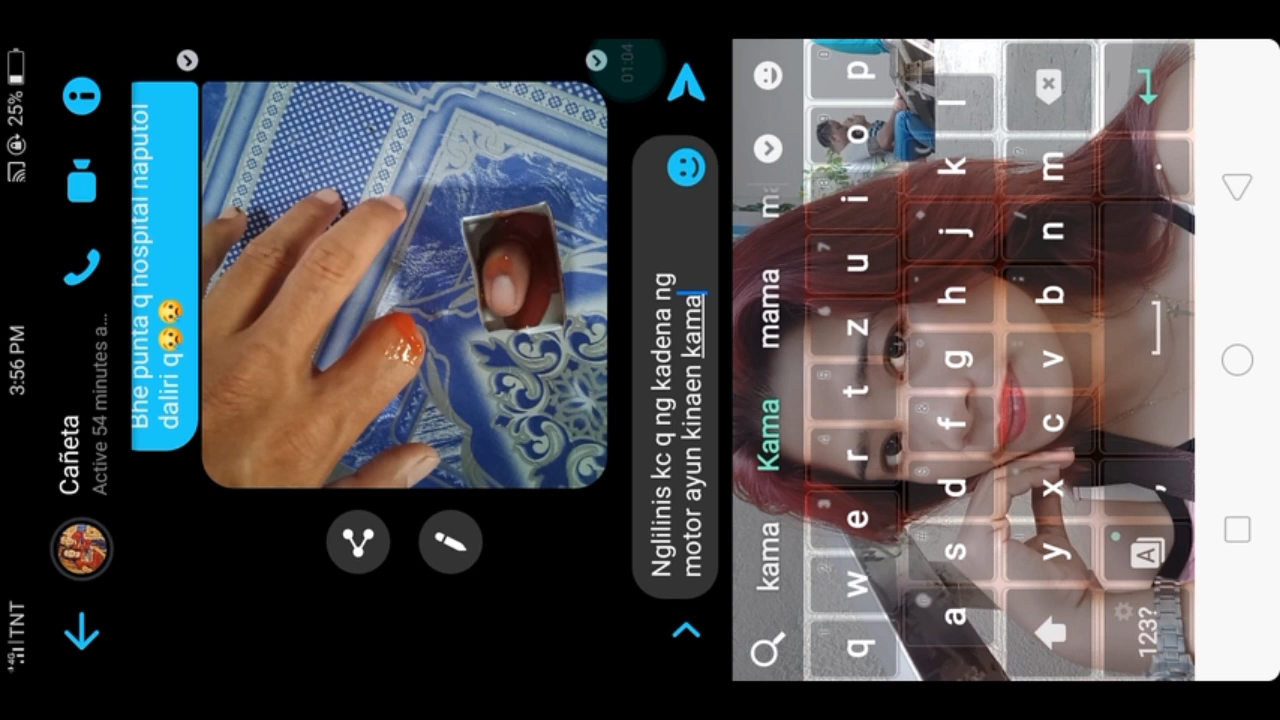 TNT
3:56 PM
25%
Cañeta
Active 54 minutes a...
Bhe punta q hospital naputol
daliri q😥😥
01:04
Nglilinis kc q ng kadena ng
motor ayun kinaen kama
kama Kama mama ma
q w e r t z u i o p
a s d f g h j k l
y x c v b n m
123? A , .